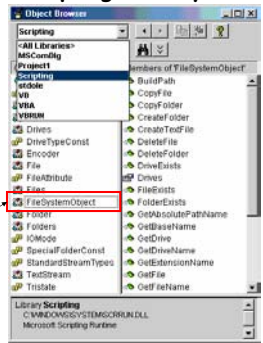 Object Browser
Scripting
<All Libraries>
MSComDlg
Project1
Scripting
stdole
VB
VBA
VBRUN
Members of 'FileSystemObject'
Drives
DriveTypeConst
Encoder
File
FileAttribute
Files
FileSystemObject
Folder
Folders
IOMode
SpecialFolderConst
StandardStreamTypes
TextStream
Tristate
BuildPath
CopyFile
CopyFolder
CreateFolder
CreateTextFile
DeleteFile
DeleteFolder
DriveExists
Drives
FileExists
FolderExists
GetAbsolutePathName
GetBaseName
GetDrive
GetDriveName
GetExtensionName
GetFile
GetFileName
Library Scripting
C:\WINDOWS\SYSTEM\SCRRUN.DLL
Microsoft Scripting Runtime